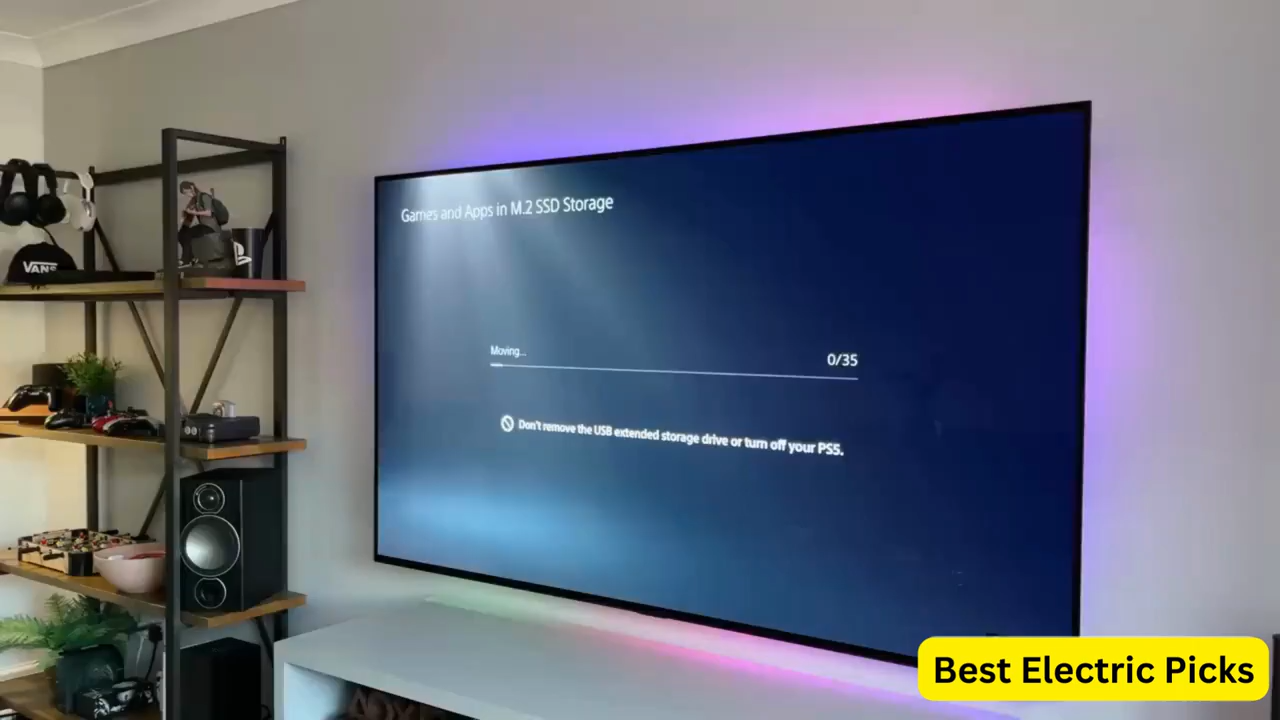 Games and Apps in M.2 SSD Storage
Moving...
0/35
Don't remove the USB extended storage drive or turn off your PS5.
VANS
Best Electric Picks